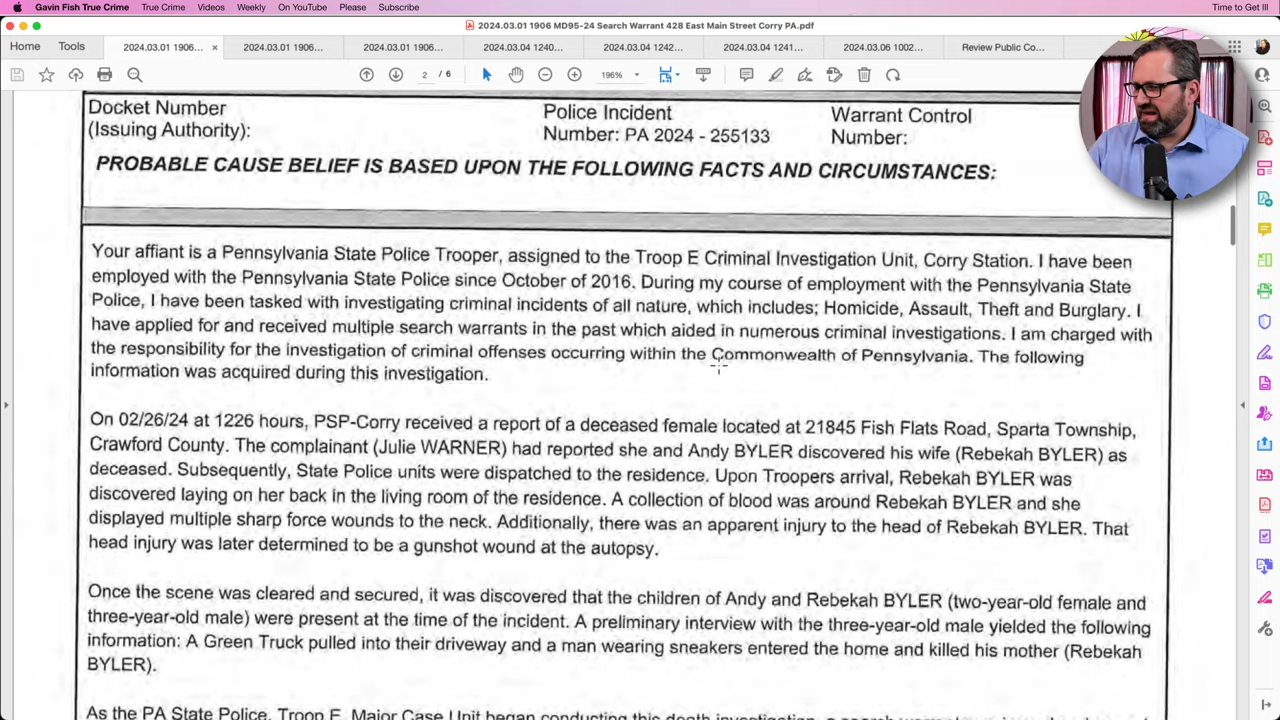 Gavin Fish True Crime True Crime Videos Weekly On YouTube Please Subscribe Time to Get Ill
2024.03.01 1906 MD95-24 Search Warrant 428 East Main Street Corry PA.pdf
Home Tools 2024.03.01 1906... × 2024.03.01 1906... 2024.03.01 1906... 2024.03.04 1240... 2024.03.04 1242... 2024.03.04 1241... 2024.03.06 1002... Review Public Co...
2 / 6 196%
Docket Number
(Issuing Authority):
Police Incident
Number: PA 2024 - 255133
Warrant Control
Number:
PROBABLE CAUSE BELIEF IS BASED UPON THE FOLLOWING FACTS AND CIRCUMSTANCES:
Your affiant is a Pennsylvania State Police Trooper, assigned to the Troop E Criminal Investigation Unit, Corry Station. I have been
employed with the Pennsylvania State Police since October of 2016. During my course of employment with the Pennsylvania State
Police, I have been tasked with investigating criminal incidents of all nature, which includes; Homicide, Assault, Theft and Burglary. I
have applied for and received multiple search warrants in the past which aided in numerous criminal investigations. I am charged with
the responsibility for the investigation of criminal offenses occurring within the Commonwealth of Pennsylvania. The following
information was acquired during this investigation.
On 02/26/24 at 1226 hours, PSP-Corry received a report of a deceased female located at 21845 Fish Flats Road, Sparta Township,
Crawford County. The complainant (Julie WARNER) had reported she and Andy BYLER discovered his wife (Rebekah BYLER) as
deceased. Subsequently, State Police units were dispatched to the residence. Upon Troopers arrival, Rebekah BYLER was
discovered laying on her back in the living room of the residence. A collection of blood was around Rebekah BYLER and she
displayed multiple sharp force wounds to the neck. Additionally, there was an apparent injury to the head of Rebekah BYLER. That
head injury was later determined to be a gunshot wound at the autopsy.
Once the scene was cleared and secured, it was discovered that the children of Andy and Rebekah BYLER (two-year-old female and
three-year-old male) were present at the time of the incident. A preliminary interview with the three-year-old male yielded the following
information: A Green Truck pulled into their driveway and a man wearing sneakers entered the home and killed his mother (Rebekah
BYLER).
As the PA State Police, Troop E, Major Case Unit began conducting this death investigation, a search